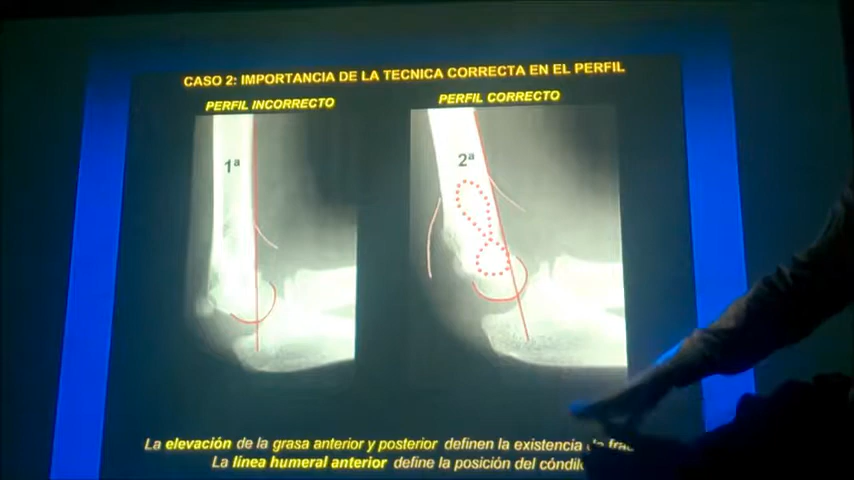 CASO 2: IMPORTANCIA DE LA TECNICA CORRECTA EN EL PERFIL
PERFIL INCORRECTO
PERFIL CORRECTO
1ª
2ª
La elevación de la grasa anterior y posterior definen la existencia
La línea humeral anterior define la posición del